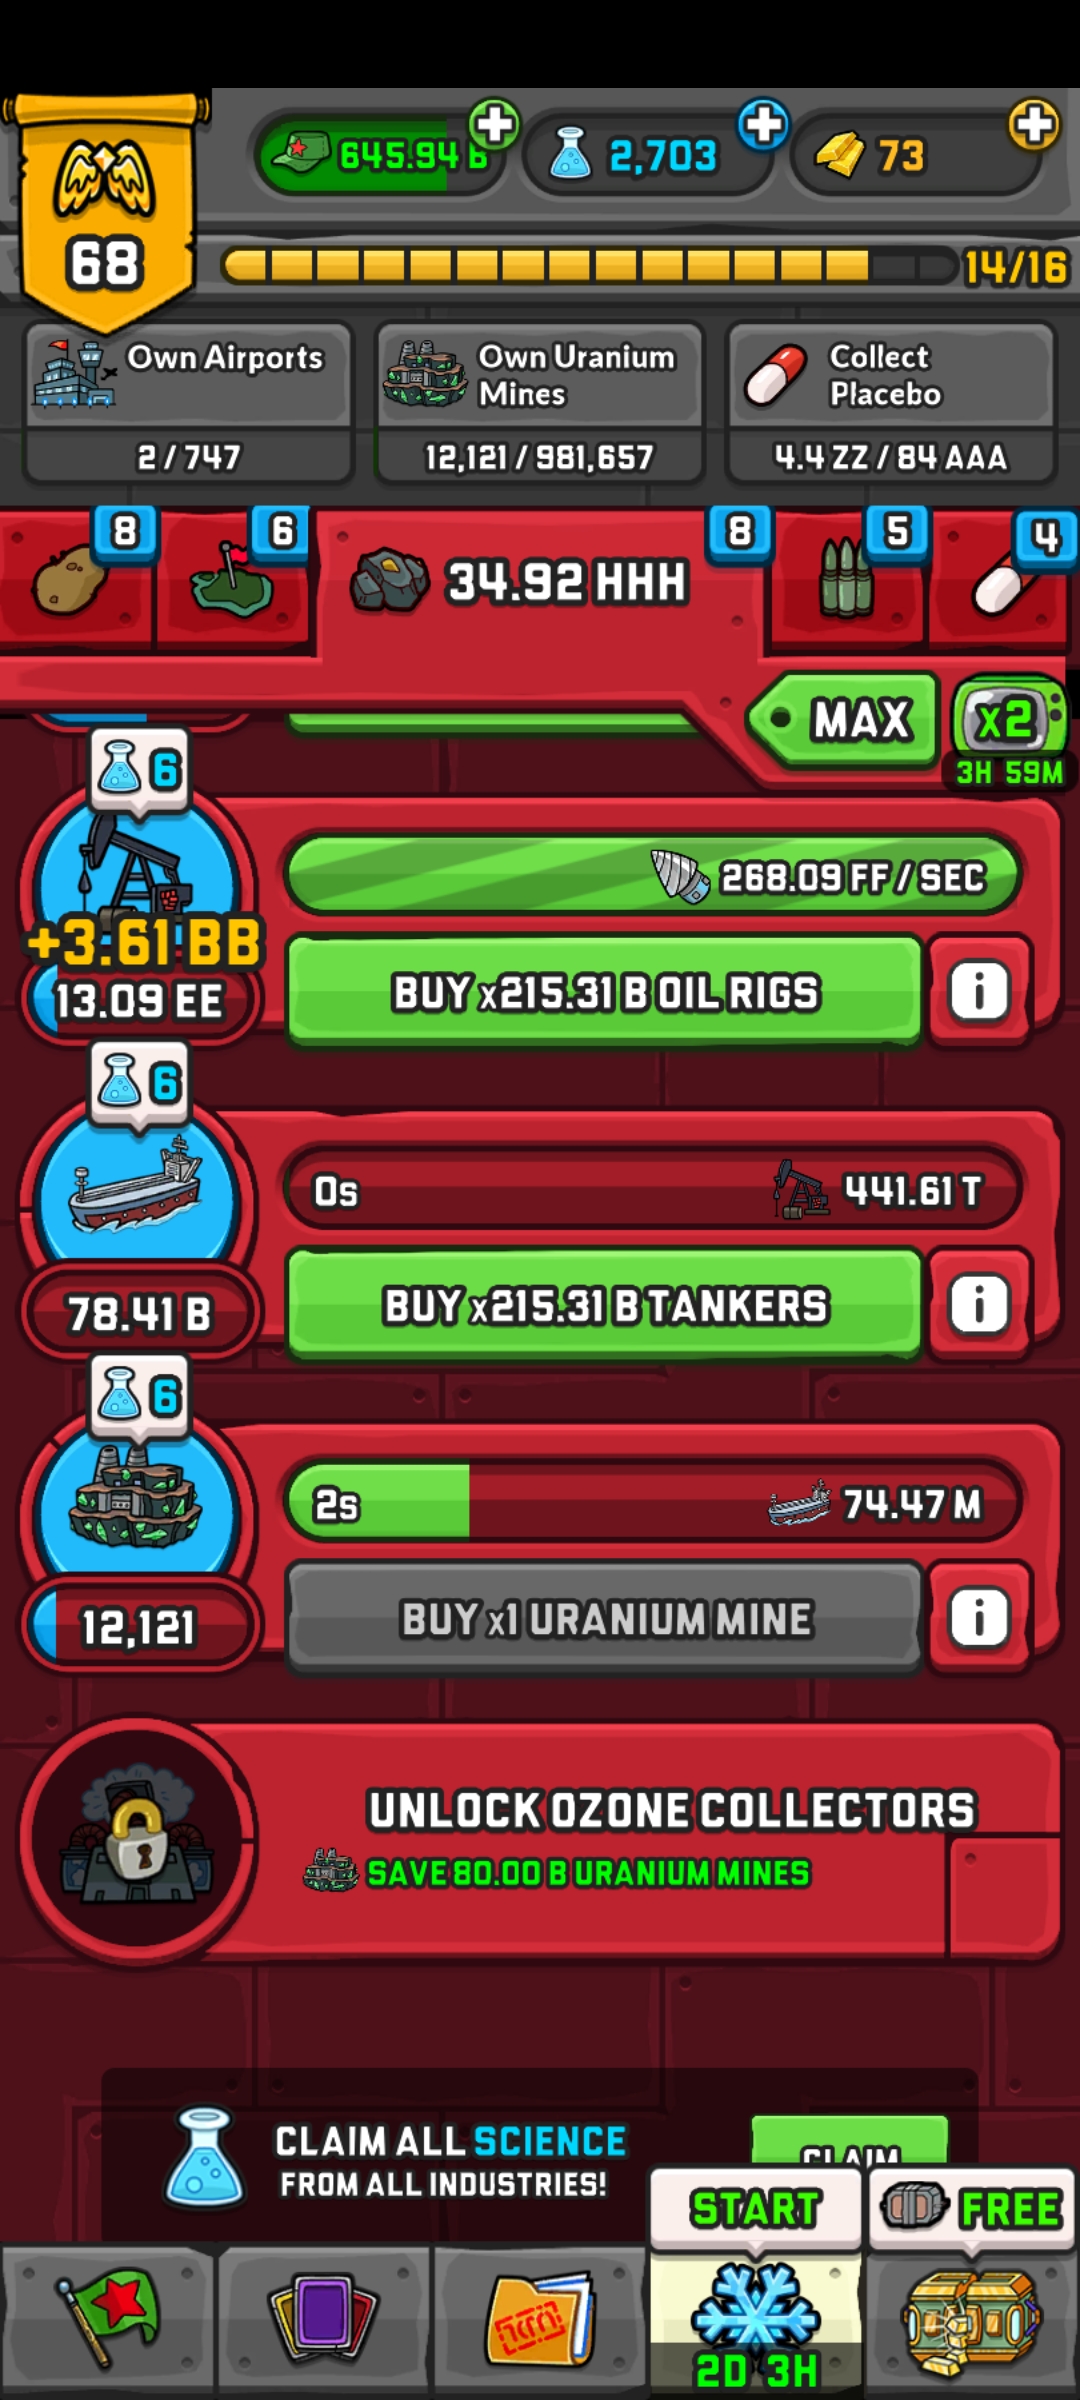 645.94 B
2,703
73
68
14/16
Own Airports
2 / 747
Own Uranium
Mines
12,121 / 981,657
Collect
Placebo
4.4 ZZ / 84 AAA
8
6
34.92 HHH
8
5
4
MAX
x2
3H 59M
6
268.09 FF / SEC
+3.61 BB
13.09 EE
BUY x215.31 B OIL RIGS
i
6
0s
441.61 T
78.41 B
BUY x215.31 B TANKERS
i
6
2s
74.47 M
12,121
BUY x1 URANIUM MINE
i
UNLOCK OZONE COLLECTORS
SAVE 80.00 B URANIUM MINES
CLAIM ALL SCIENCE
FROM ALL INDUSTRIES!
CLAIM
START
FREE
2D 3H